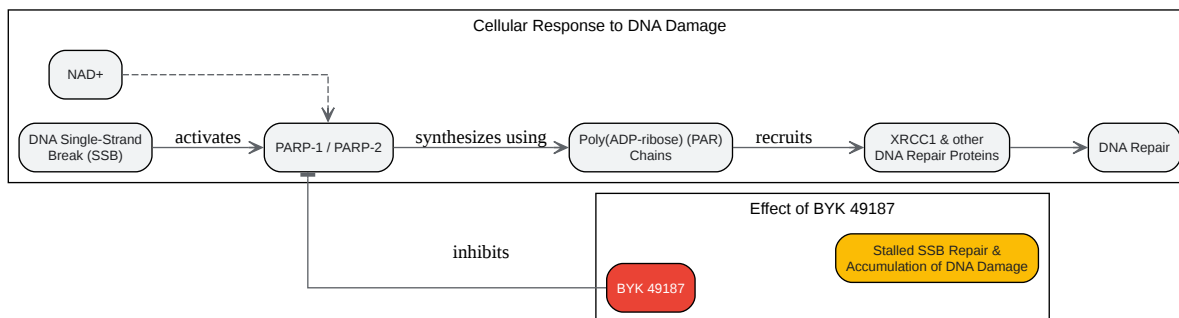 Cellular Response to DNA Damage
NAD+
DNA Single-Strand
Break (SSB)
activates
PARP-1 / PARP-2
synthesizes using
Poly(ADP-ribose) (PAR)
Chains
recruits
XRCC1 & other
DNA Repair Proteins
DNA Repair
Effect of BYK 49187
Stalled SSB Repair &
Accumulation of DNA Damage
inhibits
BYK 49187